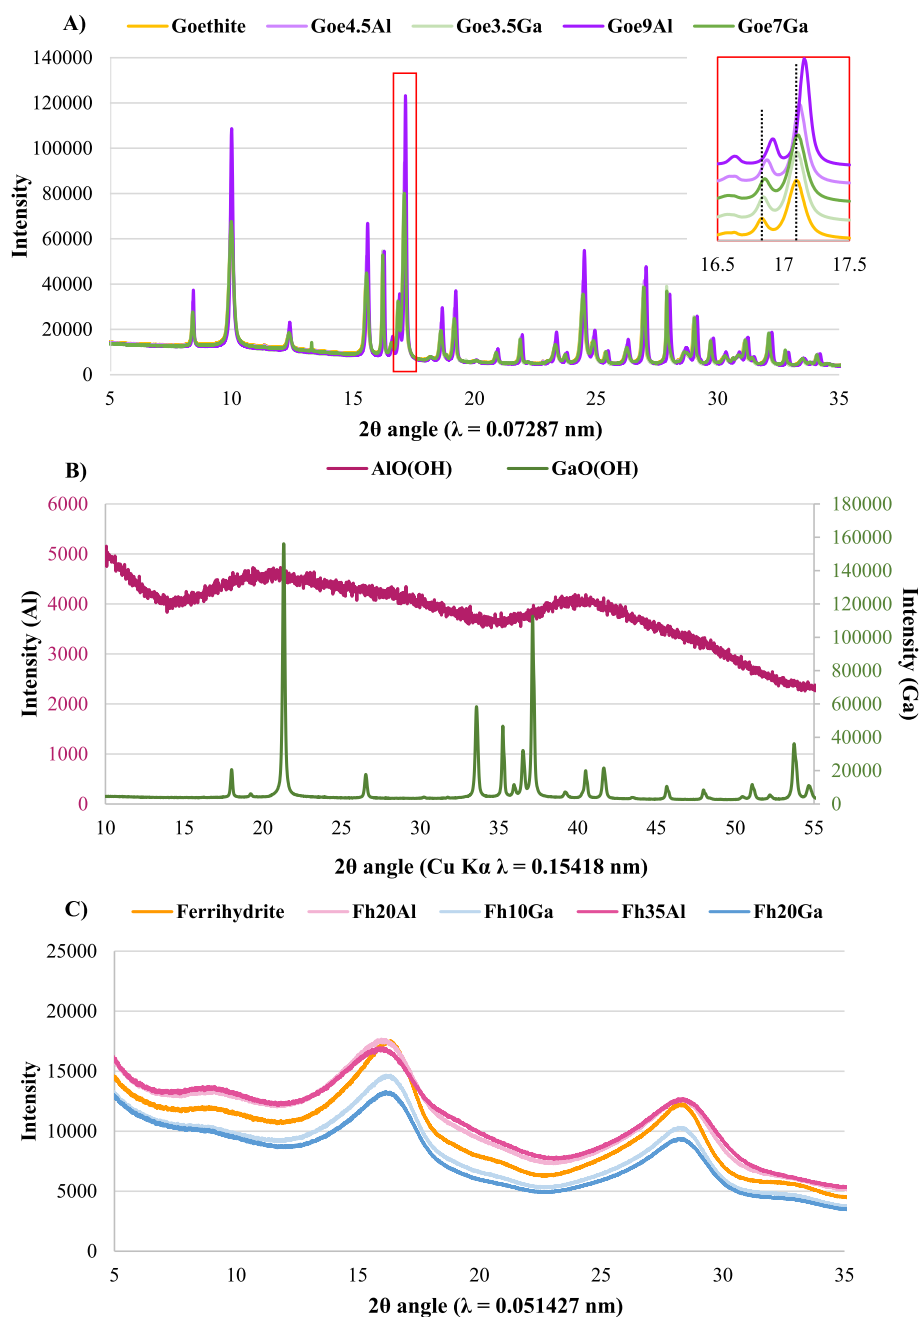 A)
Goethite Goe4.5Al Goe3.5Ga Goe9Al Goe7Ga
140000
120000
100000
80000
60000
40000
20000
0
Intensity
5 10 15 20 25 30 35
2θ angle (λ = 0.07287 nm)
16.5 17 17.5
B)
AlO(OH) GaO(OH)
6000
5000
4000
3000
2000
1000
0
Intensity (Al)
180000
160000
140000
120000
100000
80000
60000
40000
20000
0
Intensity (Ga)
10 15 20 25 30 35 40 45 50 55
2θ angle (Cu Kα λ = 0.15418 nm)
C)
Ferrihydrite Fh20Al Fh10Ga Fh35Al Fh20Ga
25000
20000
15000
10000
5000
0
Intensity
5 10 15 20 25 30 35
2θ angle (λ = 0.051427 nm)